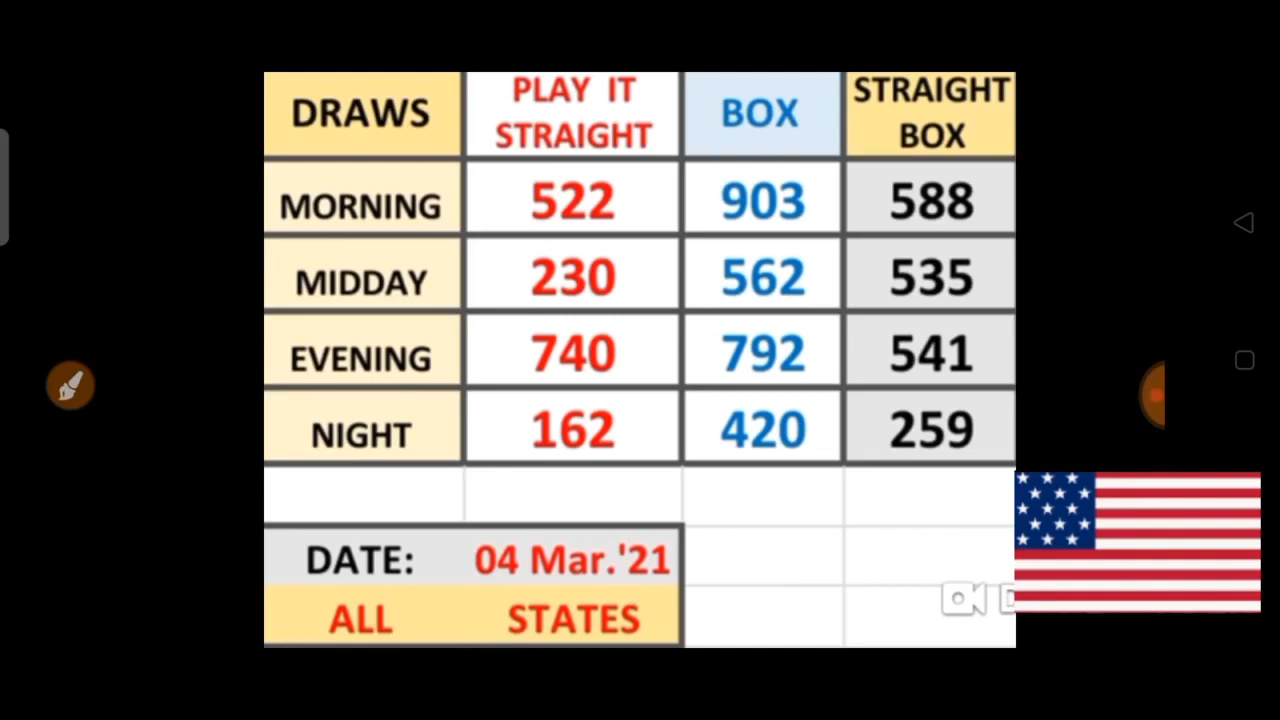 DRAWS PLAY IT STRAIGHT BOX STRAIGHT BOX
MORNING 522 903 588
MIDDAY 230 562 535
EVENING 740 792 541
NIGHT 162 420 259
DATE: 04 Mar.'21
ALL STATES